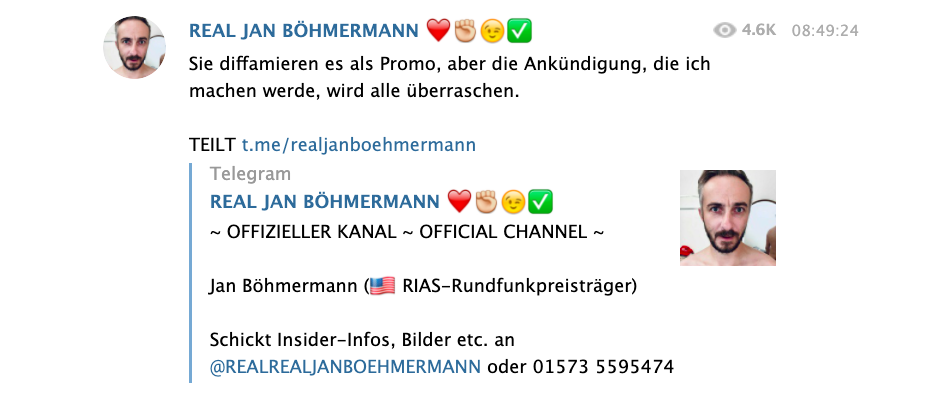 REAL JAN BÖHMERMANN ❤️✊😉✅ 4.6K 08:49:24
Sie diffamieren es als Promo, aber die Ankündigung, die ich
machen werde, wird alle überraschen.
TEILT t.me/realjanboehmermann
Telegram
REAL JAN BÖHMERMANN ❤️✊😉✅
~ OFFIZIELLER KANAL ~ OFFICIAL CHANNEL ~
Jan Böhmermann (🇺🇸 RIAS-Rundfunkpreisträger)
Schickt Insider-Infos, Bilder etc. an
@REALREALJANBOEHMERMANN oder 01573 5595474